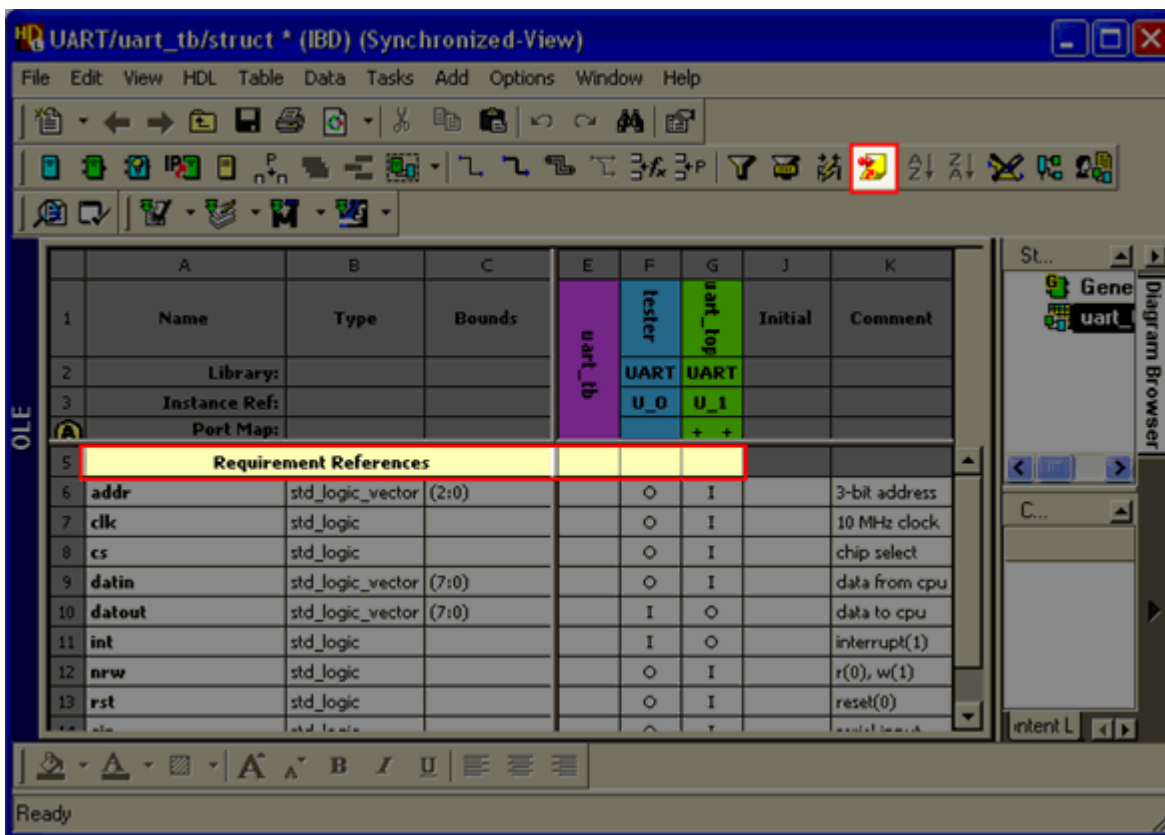 UART/uart_tb/struct * (IBD) (Synchronized-View)
File Edit View HDL Table Data Tasks Add Options Window Help
A B C E F G J K
1 Name Type Bounds uart_tb tester uart_top Initial Comment
2 Library: UART UART
3 Instance Ref: U_0 U_1
A Port Map: + +
5 Requirement References
6 addr std_logic_vector (2:0) O I 3-bit address
7 clk std_logic O I 10 MHz clock
8 cs std_logic O I chip select
9 datin std_logic_vector (7:0) O I data from cpu
10 datout std_logic_vector (7:0) I O data to cpu
11 int std_logic I O interrupt(1)
12 nrw std_logic O I r(0), w(1)
13 rst std_logic O I reset(0)
OLE
St...
Gene
uart_
Diagram Browser
C...
ntent L
A A B I U
Ready